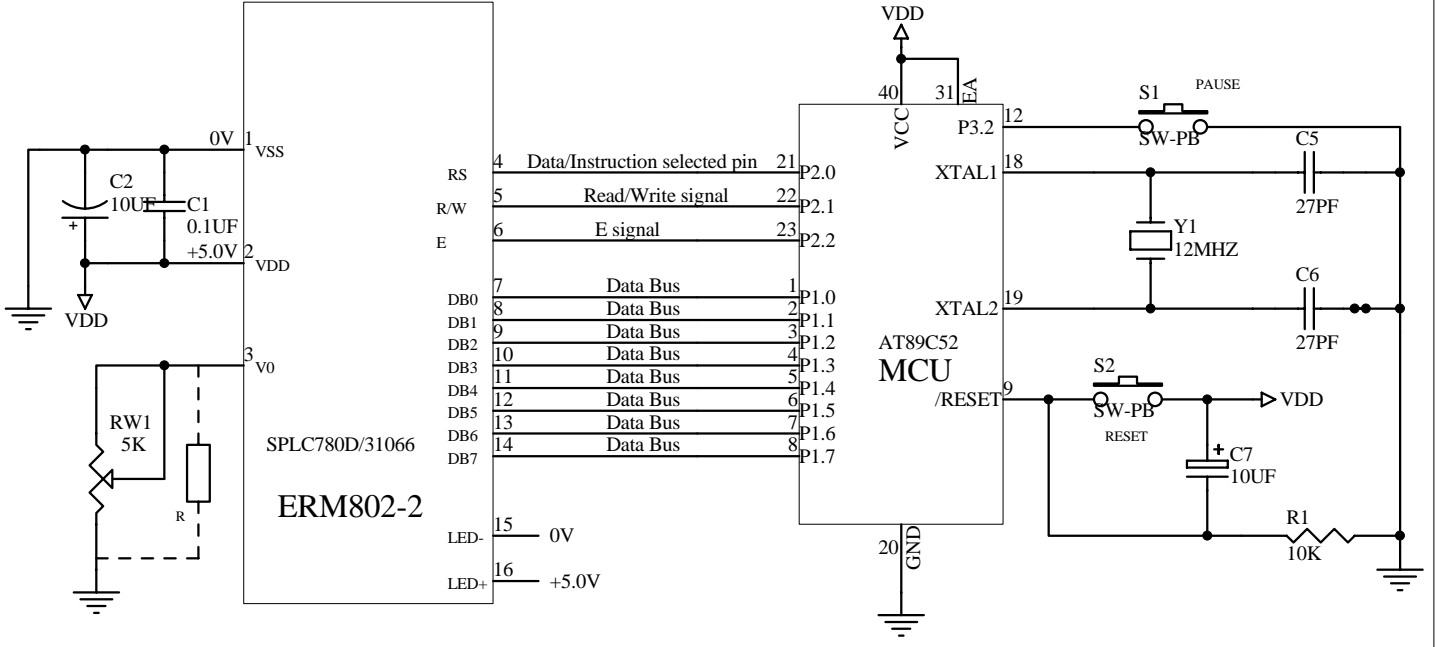 VDD
40
31
VCC
EA
S1
PAUSE
12
P3.2
SW-PB
C5
27PF
0V
1
VSS
C2
10UF
+
C1
0.1UF
+5.0V
2
VDD
VDD
3
V0
RW1
5K
R
SPLC780D/31066
ERM802-2
RS
4
Data/Instruction selected pin
21
P2.0
R/W
5
Read/Write signal
22
P2.1
E
6
E signal
23
P2.2
DB0
7
Data Bus
1
P1.0
DB1
8
Data Bus
2
P1.1
DB2
9
Data Bus
3
P1.2
DB3
10
Data Bus
4
P1.3
DB4
11
Data Bus
5
P1.4
DB5
12
Data Bus
6
P1.5
DB6
13
Data Bus
7
P1.6
DB7
14
Data Bus
8
P1.7
LED-
15
0V
LED+
16
+5.0V
XTAL1
18
Y1
12MHZ
XTAL2
19
C6
27PF
AT89C52
MCU
/RESET
9
S2
SW-PB
RESET
VDD
+
C7
10UF
R1
10K
20
GND